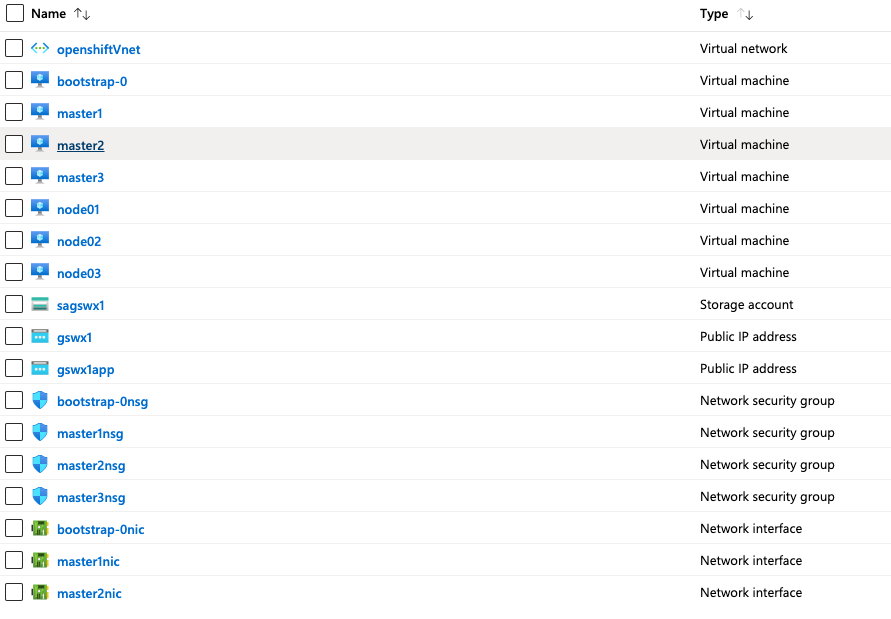 Name ↑↓ Type ↑↓
openshiftVnet Virtual network
bootstrap-0 Virtual machine
master1 Virtual machine
master2 Virtual machine
master3 Virtual machine
node01 Virtual machine
node02 Virtual machine
node03 Virtual machine
sagswx1 Storage account
gswx1 Public IP address
gswx1app Public IP address
bootstrap-0nsg Network security group
master1nsg Network security group
master2nsg Network security group
master3nsg Network security group
bootstrap-0nic Network interface
master1nic Network interface
master2nic Network interface